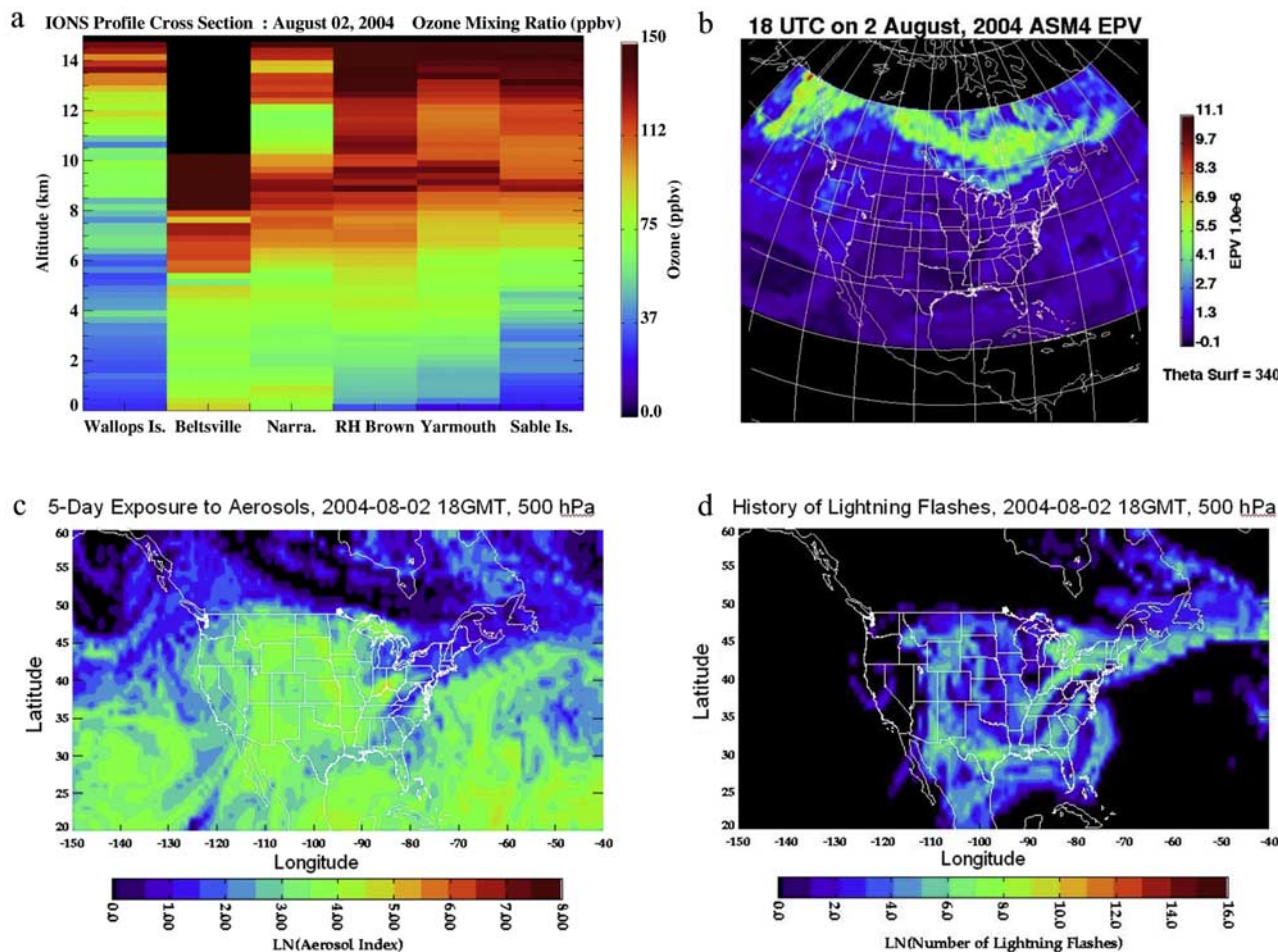 a
IONS Profile Cross Section : August 02, 2004 Ozone Mixing Ratio (ppbv)
14
12
10
8
6
4
2
0
Altitude (km)
Wallops Is. Beltsville Narra. RH Brown Yarmouth Sable Is.
150
112
75
37
0.0
Ozone (ppbv)
b
18 UTC on 2 August, 2004 ASM4 EPV
11.1
9.7
8.3
6.9
5.5
4.1
2.7
1.3
-0.1
EPV 1.0e-6
Theta Surf = 340
c
5-Day Exposure to Aerosols, 2004-08-02 18GMT, 500 hPa
60
55
50
45
40
35
30
25
20
Latitude
-150 -140 -130 -120 -110 -100 -90 -80 -70 -60 -50 -40
Longitude
0.0 1.00 2.00 3.00 4.00 5.00 6.00 7.00 8.00
LN(Aerosol Index)
d
History of Lightning Flashes, 2004-08-02 18GMT, 500 hPa
60
55
50
45
40
35
30
25
20
Latitude
-150 -140 -130 -120 -110 -100 -90 -80 -70 -60 -50 -40
Longitude
0.0 2.00 4.00 6.00 8.00 10.0 12.0 14.0 16.0
LN(Number of Lightning Flashes)